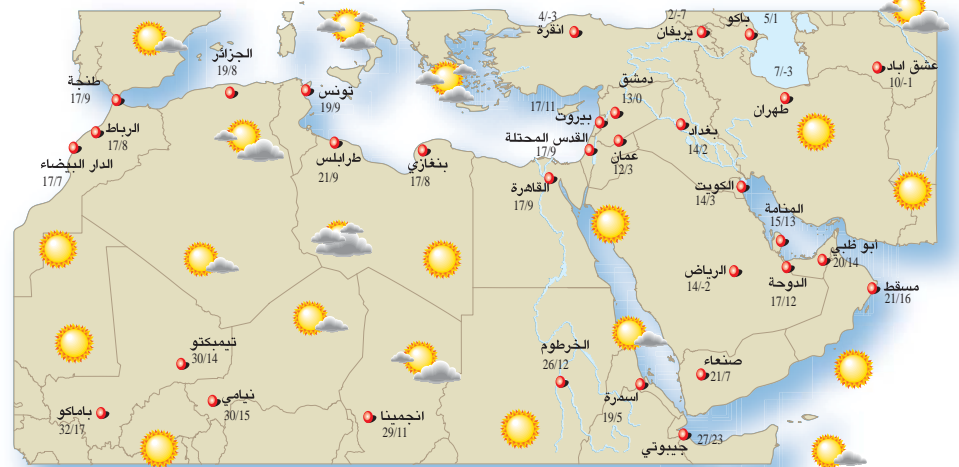 4/-3
انقرة
2/-7
يريفان
باكو
5/1
عشق اباد
10/-1
7/-3
طهران
الجزائر
19/8
طنجة
17/9
تونس
19/9
دمشق
13/0
17/11
بيروت
القدس المحتلة
17/9
بغداد
14/2
عمان
12/3
الرباط
17/8
الدار البيضاء
17/7
طرابلس
21/9
بنغازي
17/8
القاهرة
17/9
الكويت
14/3
المنامة
15/13
ابو ظبي
20/14
الرياض
14/-2
الدوحة
17/12
مسقط
21/16
تيمبكتو
30/14
الخرطوم
26/12
صنعاء
21/7
اسمرة
19/5
نيامي
30/15
باماكو
32/17
انجمينا
29/11
27/23
جيبوتي